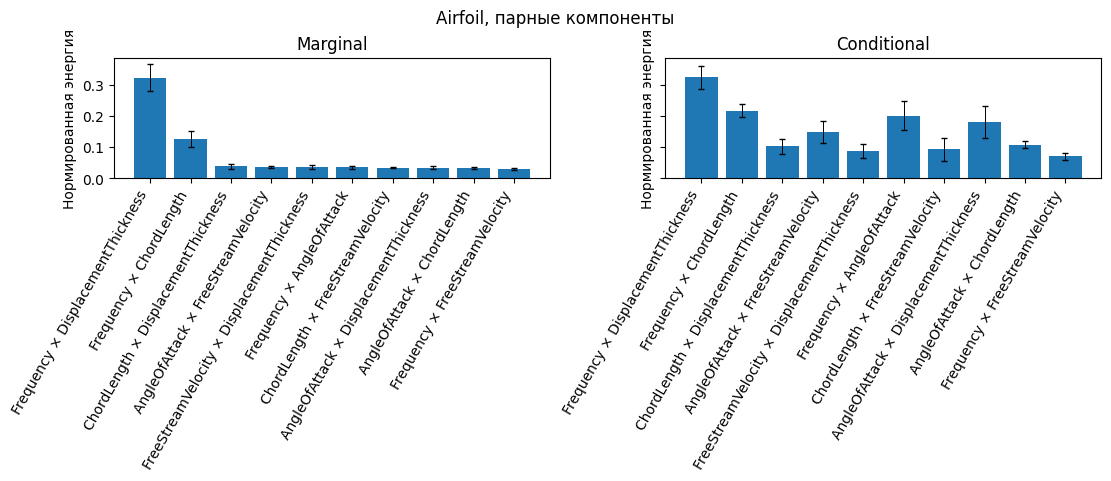 Airfoil, парные компоненты
Marginal
Нормированная энергия
0.3
0.2
0.1
0.0
Frequency × DisplacementThickness
Frequency × ChordLength
ChordLength × DisplacementThickness
AngleOfAttack × FreeStreamVelocity
FreeStreamVelocity × DisplacementThickness
Frequency × AngleOfAttack
ChordLength × FreeStreamVelocity
AngleOfAttack × DisplacementThickness
AngleOfAttack × ChordLength
Frequency × FreeStreamVelocity
Conditional
Нормированная энергия
Frequency × DisplacementThickness
Frequency × ChordLength
ChordLength × DisplacementThickness
AngleOfAttack × FreeStreamVelocity
FreeStreamVelocity × DisplacementThickness
Frequency × AngleOfAttack
ChordLength × FreeStreamVelocity
AngleOfAttack × DisplacementThickness
AngleOfAttack × ChordLength
Frequency × FreeStreamVelocity